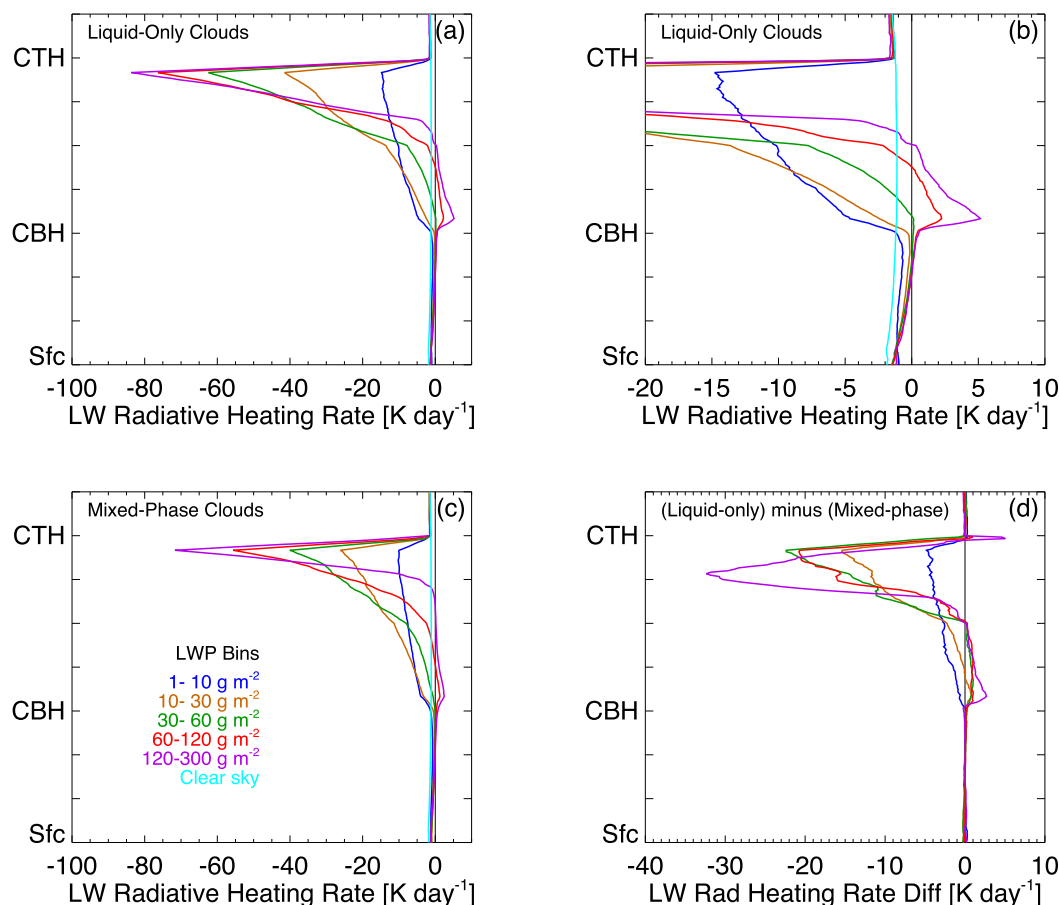 Liquid-Only Clouds
(a)
CTH
CBH
Sfc
-100 -80 -60 -40 -20 0
LW Radiative Heating Rate [K day⁻¹]
Liquid-Only Clouds
(b)
CTH
CBH
Sfc
-20 -15 -10 -5 0 5 10
LW Radiative Heating Rate [K day⁻¹]
Mixed-Phase Clouds
(c)
CTH
LWP Bins
1- 10 g m⁻²
10- 30 g m⁻²
30- 60 g m⁻²
60-120 g m⁻²
120-300 g m⁻²
Clear sky
CBH
Sfc
-100 -80 -60 -40 -20 0
LW Radiative Heating Rate [K day⁻¹]
(Liquid-only) minus (Mixed-phase)
(d)
CTH
CBH
Sfc
-40 -30 -20 -10 0 10
LW Rad Heating Rate Diff [K day⁻¹]